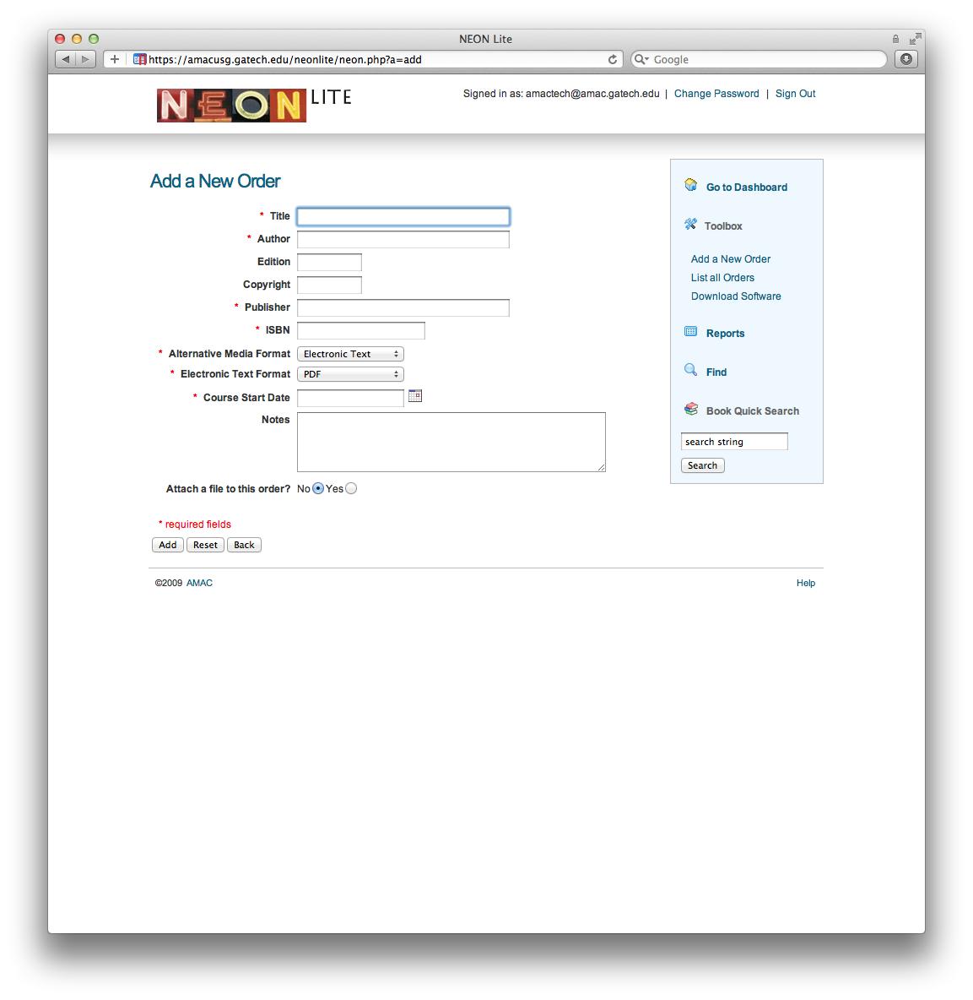 NEON Lite
https://amacusg.gatech.edu/neonlite/neon.php?a=add
Google
NEON LITE
Signed in as: amactech@amac.gatech.edu | Change Password | Sign Out
Add a New Order
* Title
* Author
Edition
Copyright
* Publisher
* ISBN
* Alternative Media Format Electronic Text
* Electronic Text Format PDF
* Course Start Date
Notes
Attach a file to this order? No Yes
* required fields
Add Reset Back
Go to Dashboard
Toolbox
Add a New Order
List all Orders
Download Software
Reports
Find
Book Quick Search
search string
Search
©2009 AMAC
Help